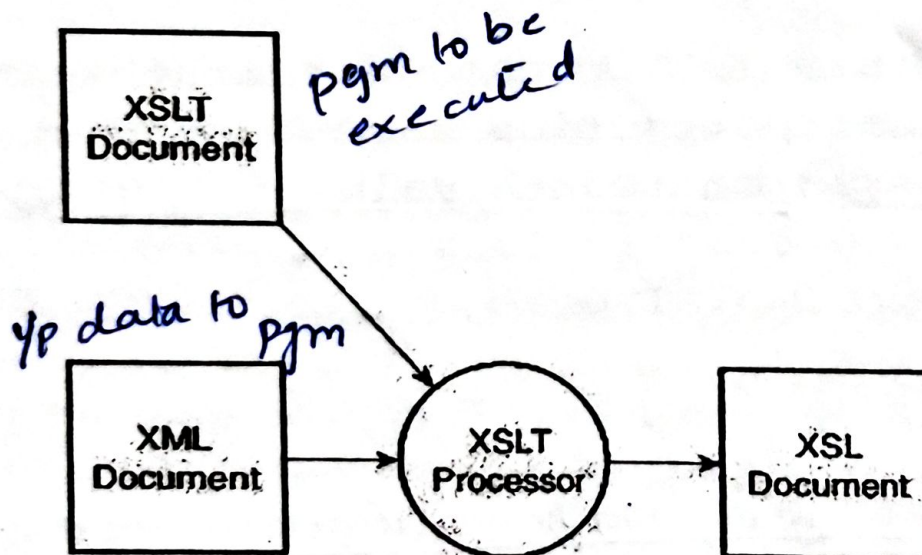 XSLT
Document
pgm to be
executed
i/p data to pgm
XML
Document
XSLT
Processor
XSL
Document